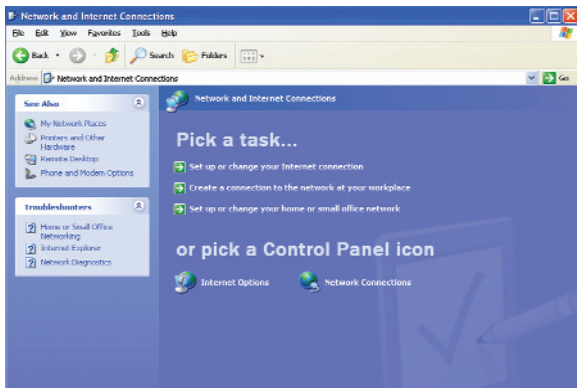 Network and Internet Connections
File Edit View Favorites Tools Help
Back Search Folders
Address Network and Internet Connections Go
See Also
My Network Places
Printers and Other
Hardware
Remote Desktop
Phone and Modem Options
Troubleshooters
Home or Small Office
Networking
Internet Explorer
Network Diagnostics
Network and Internet Connections
Pick a task...
Set up or change your Internet connection
Create a connection to the network at your workplace
Set up or change your home or small office network
or pick a Control Panel icon
Internet Options Network Connections